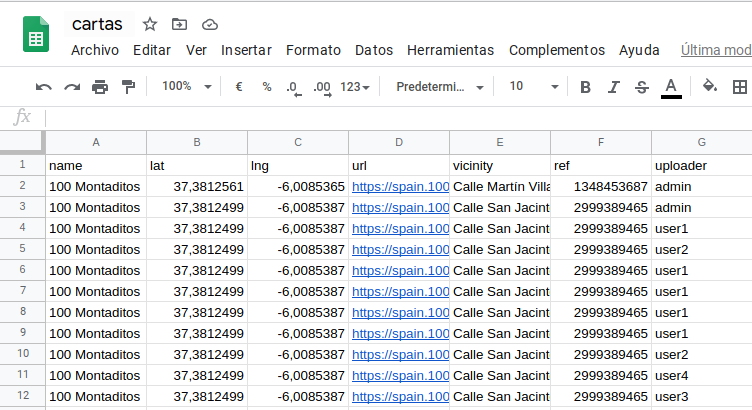 cartas
Archivo Editar Ver Insertar Formato Datos Herramientas Complementos Ayuda Última mod
100% € % .0 .00 123 Predetermi... 10 B I S A
fx
A B C D E F G
1 name lat lng url vicinity ref uploader
2 100 Montaditos 37,3812561 -6,0085365 https://spain.100 Calle Martín Villa 1348453687 admin
3 100 Montaditos 37,3812499 -6,0085387 https://spain.100 Calle San Jacint 2999389465 admin
4 100 Montaditos 37,3812499 -6,0085387 https://spain.100 Calle San Jacint 2999389465 user1
5 100 Montaditos 37,3812499 -6,0085387 https://spain.100 Calle San Jacint 2999389465 user2
6 100 Montaditos 37,3812499 -6,0085387 https://spain.100 Calle San Jacint 2999389465 user1
7 100 Montaditos 37,3812499 -6,0085387 https://spain.100 Calle San Jacint 2999389465 user1
8 100 Montaditos 37,3812499 -6,0085387 https://spain.100 Calle San Jacint 2999389465 user1
9 100 Montaditos 37,3812499 -6,0085387 https://spain.100 Calle San Jacint 2999389465 user1
10 100 Montaditos 37,3812499 -6,0085387 https://spain.100 Calle San Jacint 2999389465 user2
11 100 Montaditos 37,3812499 -6,0085387 https://spain.100 Calle San Jacint 2999389465 user4
12 100 Montaditos 37,3812499 -6,0085387 https://spain.100 Calle San Jacint 2999389465 user3